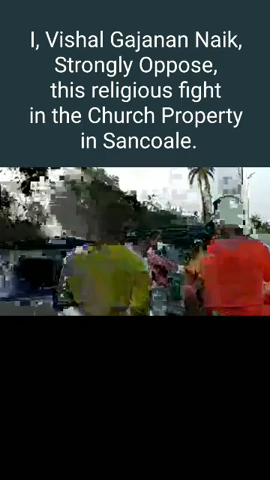 I, Vishal Gajanan Naik,
Strongly Oppose,
this religious fight
in the Church Property
in Sancoale.